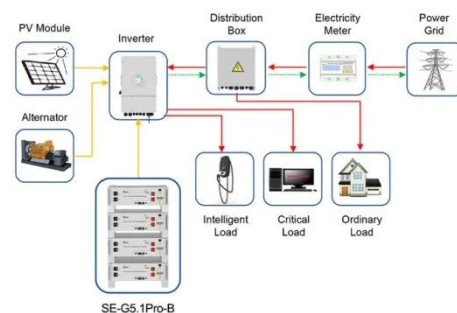 PV Module
Inverter
Distribution
Box
Electricity
Meter
Power
Grid
Alternator
Intelligent
Load
Critical
Load
Ordinary
Load
SE-G5.1Pro-B